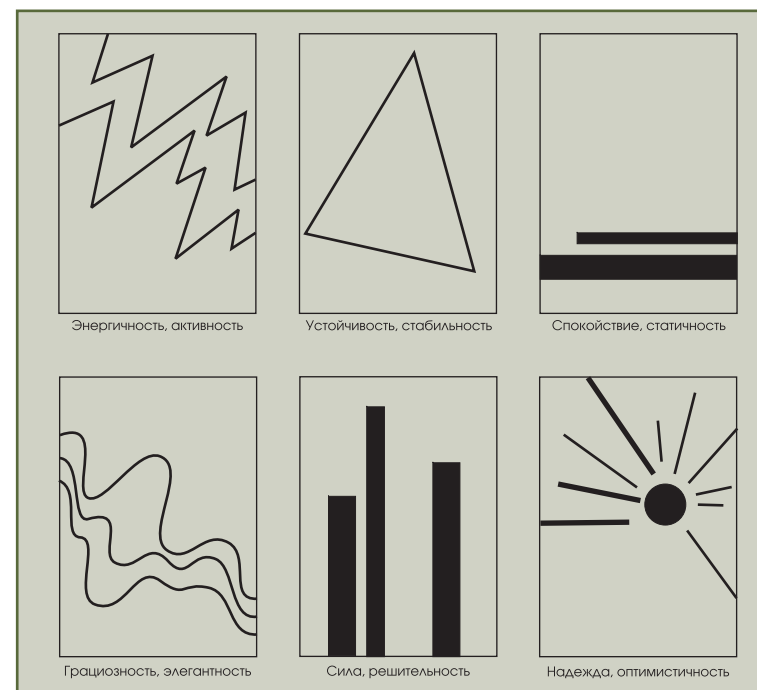 Энергичность, активность
Устойчивость, стабильность
Спокойствие, статичность
Грациозность, элегантность
Сила, решительность
Надежда, оптимистичность